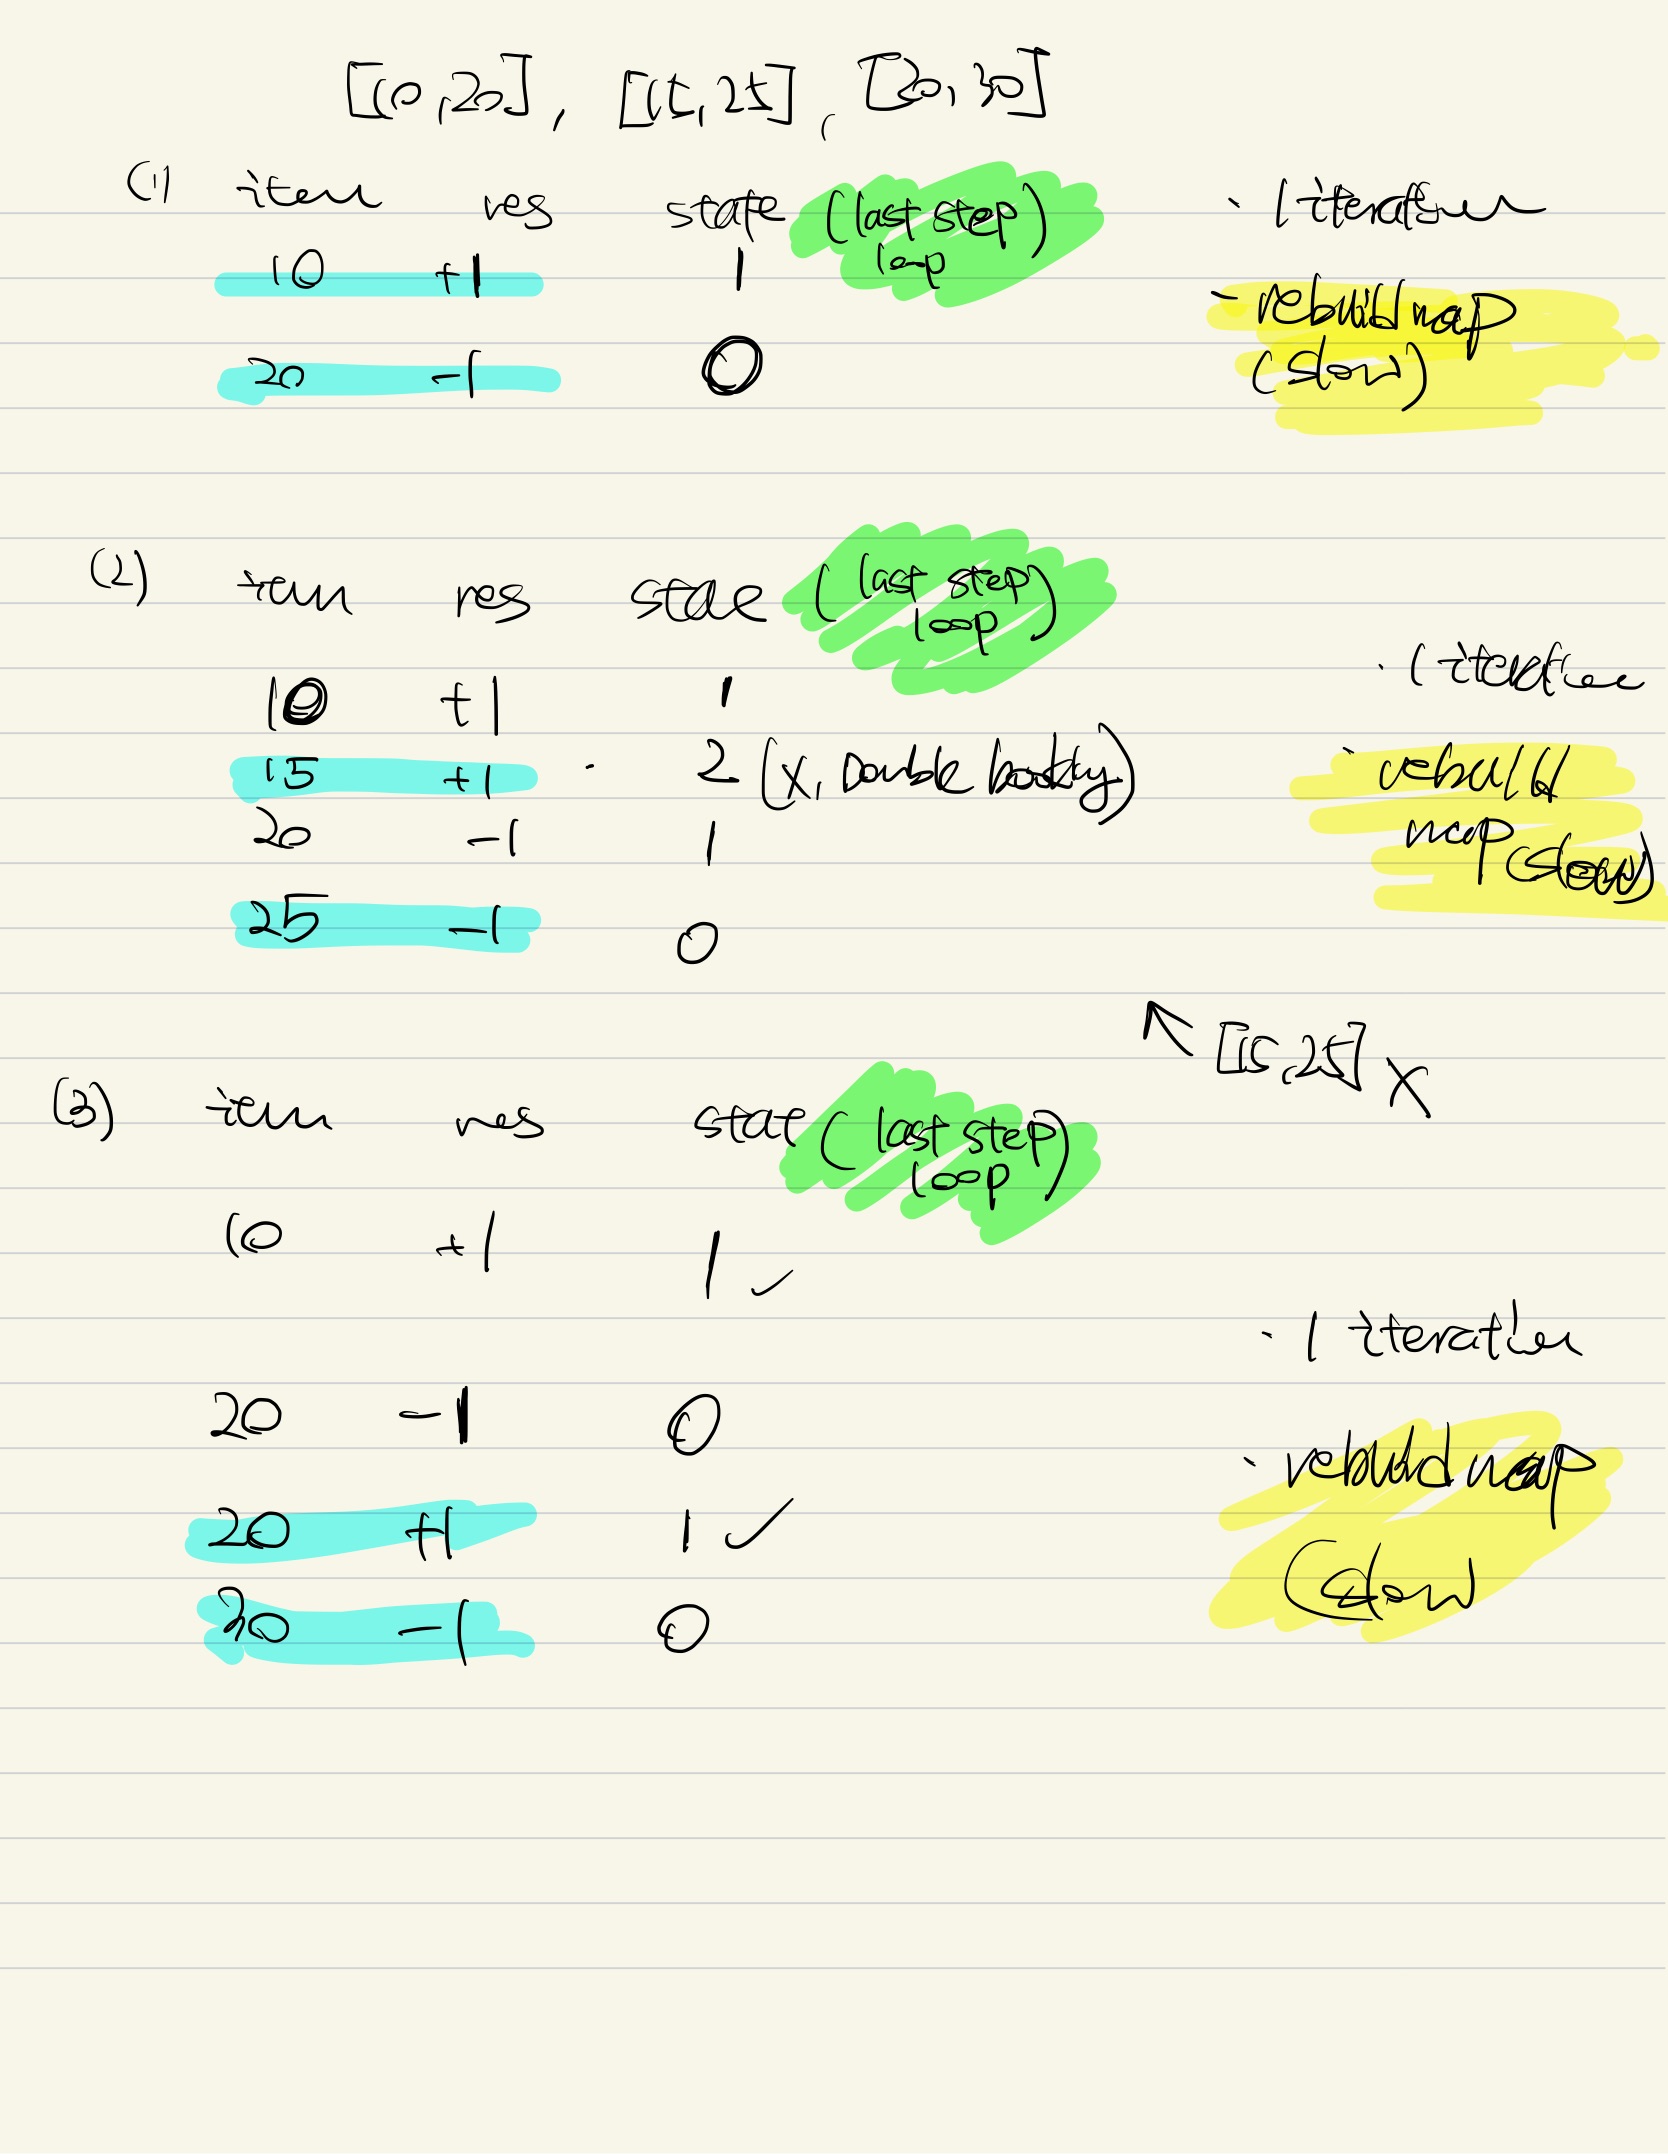 [[10,20], [15,25], [20,30]
(1) item res state (last step)
loop
10 +1 1
20 -1 0
· 1 iteration
- rebuild map
(slow)
(2) item res state (last step)
loop
10 +1 1
15 +1 · 2 (X, Double booking)
20 -1 1
25 -1 0
· 1 iteration
· rebuild
map (slow)
↖ [15,25] X
(3) item res stat (last step)
loop
10 +1 1 ✓
20 -1 0
20 +1 1 ✓
30 -1 0
· 1 iteration
· rebuild map
(slow